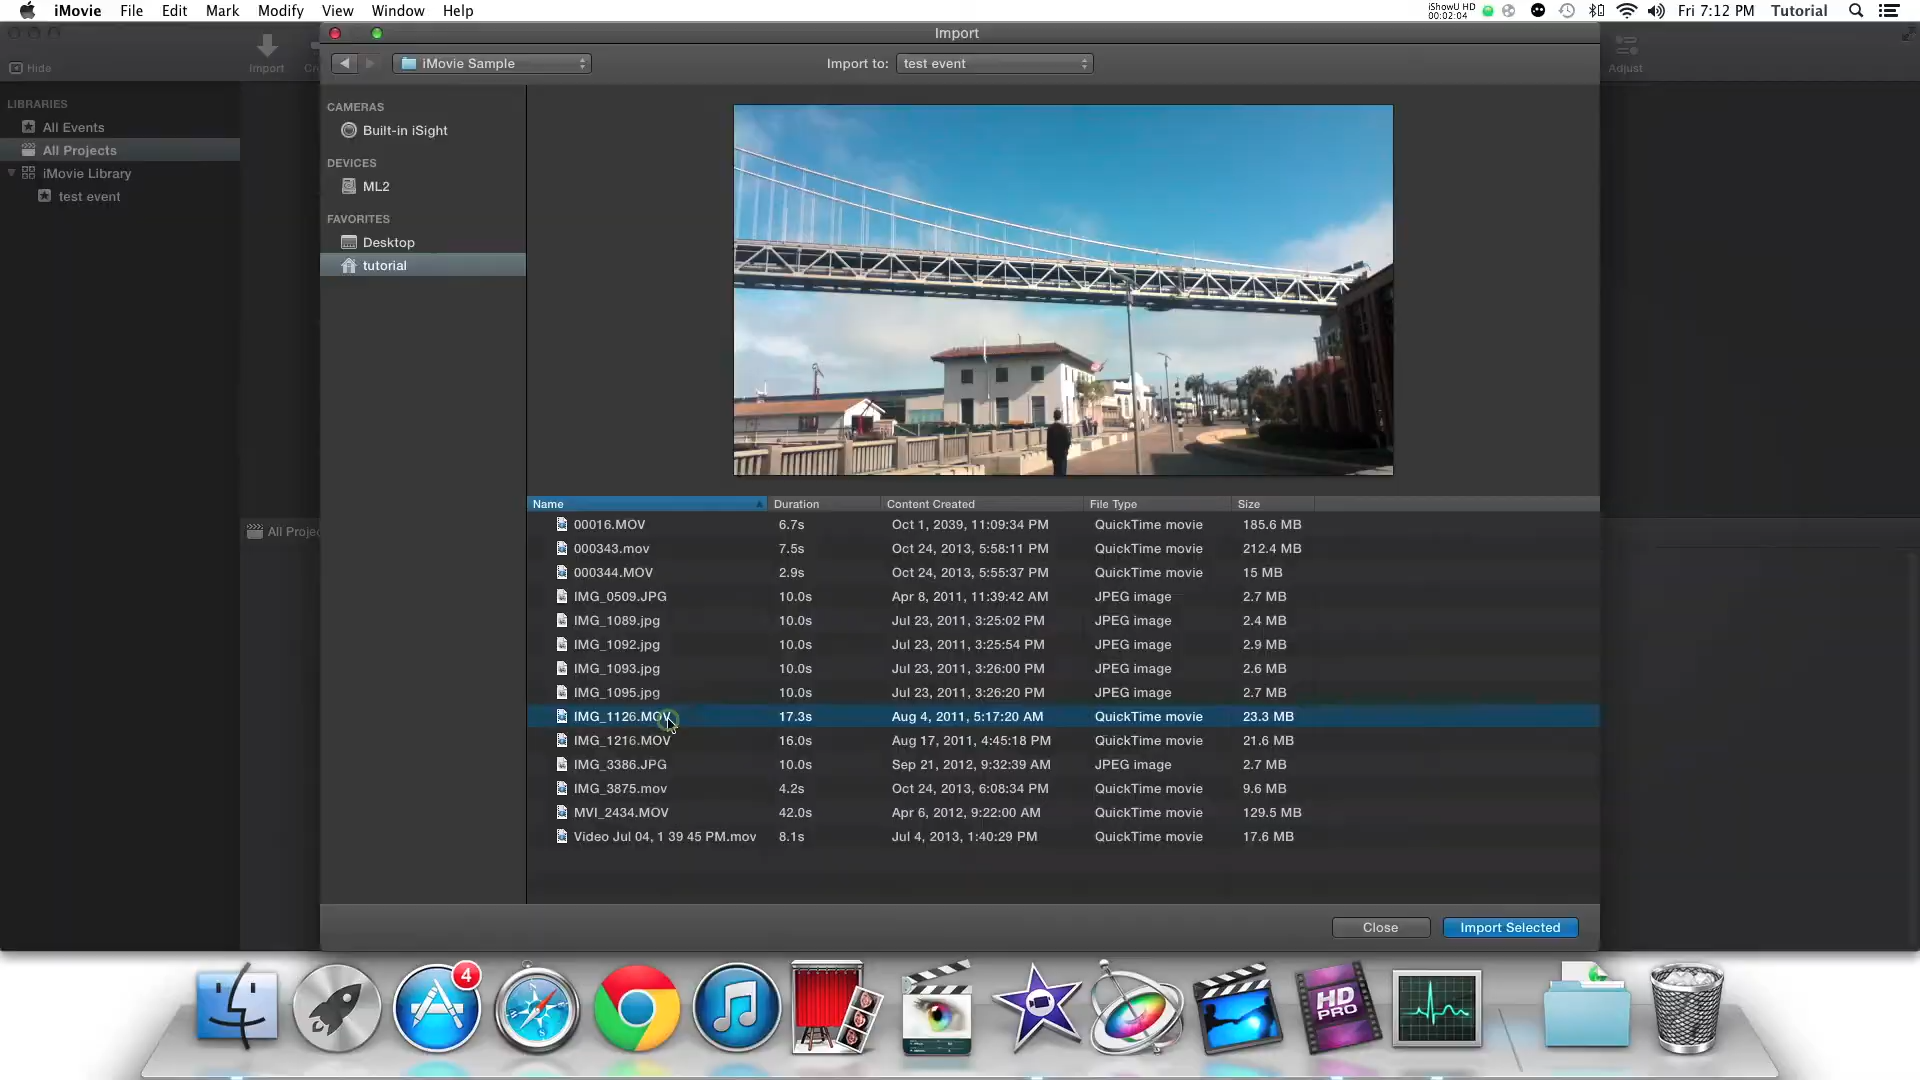 iMovie File Edit Mark Modify View Window Help
iShowU HD
00:02:04
Fri 7:12 PM Tutorial
Import
Hide
Import
Adjust
iMovie Sample
Import to: test event
LIBRARIES
All Events
All Projects
iMovie Library
test event
CAMERAS
Built-in iSight
DEVICES
ML2
FAVORITES
Desktop
tutorial
All Projec
Name Duration Content Created File Type Size
00016.MOV 6.7s Oct 1, 2039, 11:09:34 PM QuickTime movie 185.6 MB
000343.mov 7.5s Oct 24, 2013, 5:58:11 PM QuickTime movie 212.4 MB
000344.MOV 2.9s Oct 24, 2013, 5:55:37 PM QuickTime movie 15 MB
IMG_0509.JPG 10.0s Apr 8, 2011, 11:39:42 AM JPEG image 2.7 MB
IMG_1089.jpg 10.0s Jul 23, 2011, 3:25:02 PM JPEG image 2.4 MB
IMG_1092.jpg 10.0s Jul 23, 2011, 3:25:54 PM JPEG image 2.9 MB
IMG_1093.jpg 10.0s Jul 23, 2011, 3:26:00 PM JPEG image 2.6 MB
IMG_1095.jpg 10.0s Jul 23, 2011, 3:26:20 PM JPEG image 2.7 MB
IMG_1126.MOV 17.3s Aug 4, 2011, 5:17:20 AM QuickTime movie 23.3 MB
IMG_1216.MOV 16.0s Aug 17, 2011, 4:45:18 PM QuickTime movie 21.6 MB
IMG_3386.JPG 10.0s Sep 21, 2012, 9:32:39 AM JPEG image 2.7 MB
IMG_3875.mov 4.2s Oct 24, 2013, 6:08:34 PM QuickTime movie 9.6 MB
MVI_2434.MOV 42.0s Apr 6, 2012, 9:22:00 AM QuickTime movie 129.5 MB
Video Jul 04, 1 39 45 PM.mov 8.1s Jul 4, 2013, 1:40:29 PM QuickTime movie 17.6 MB
Close Import Selected
4
HD
PRO